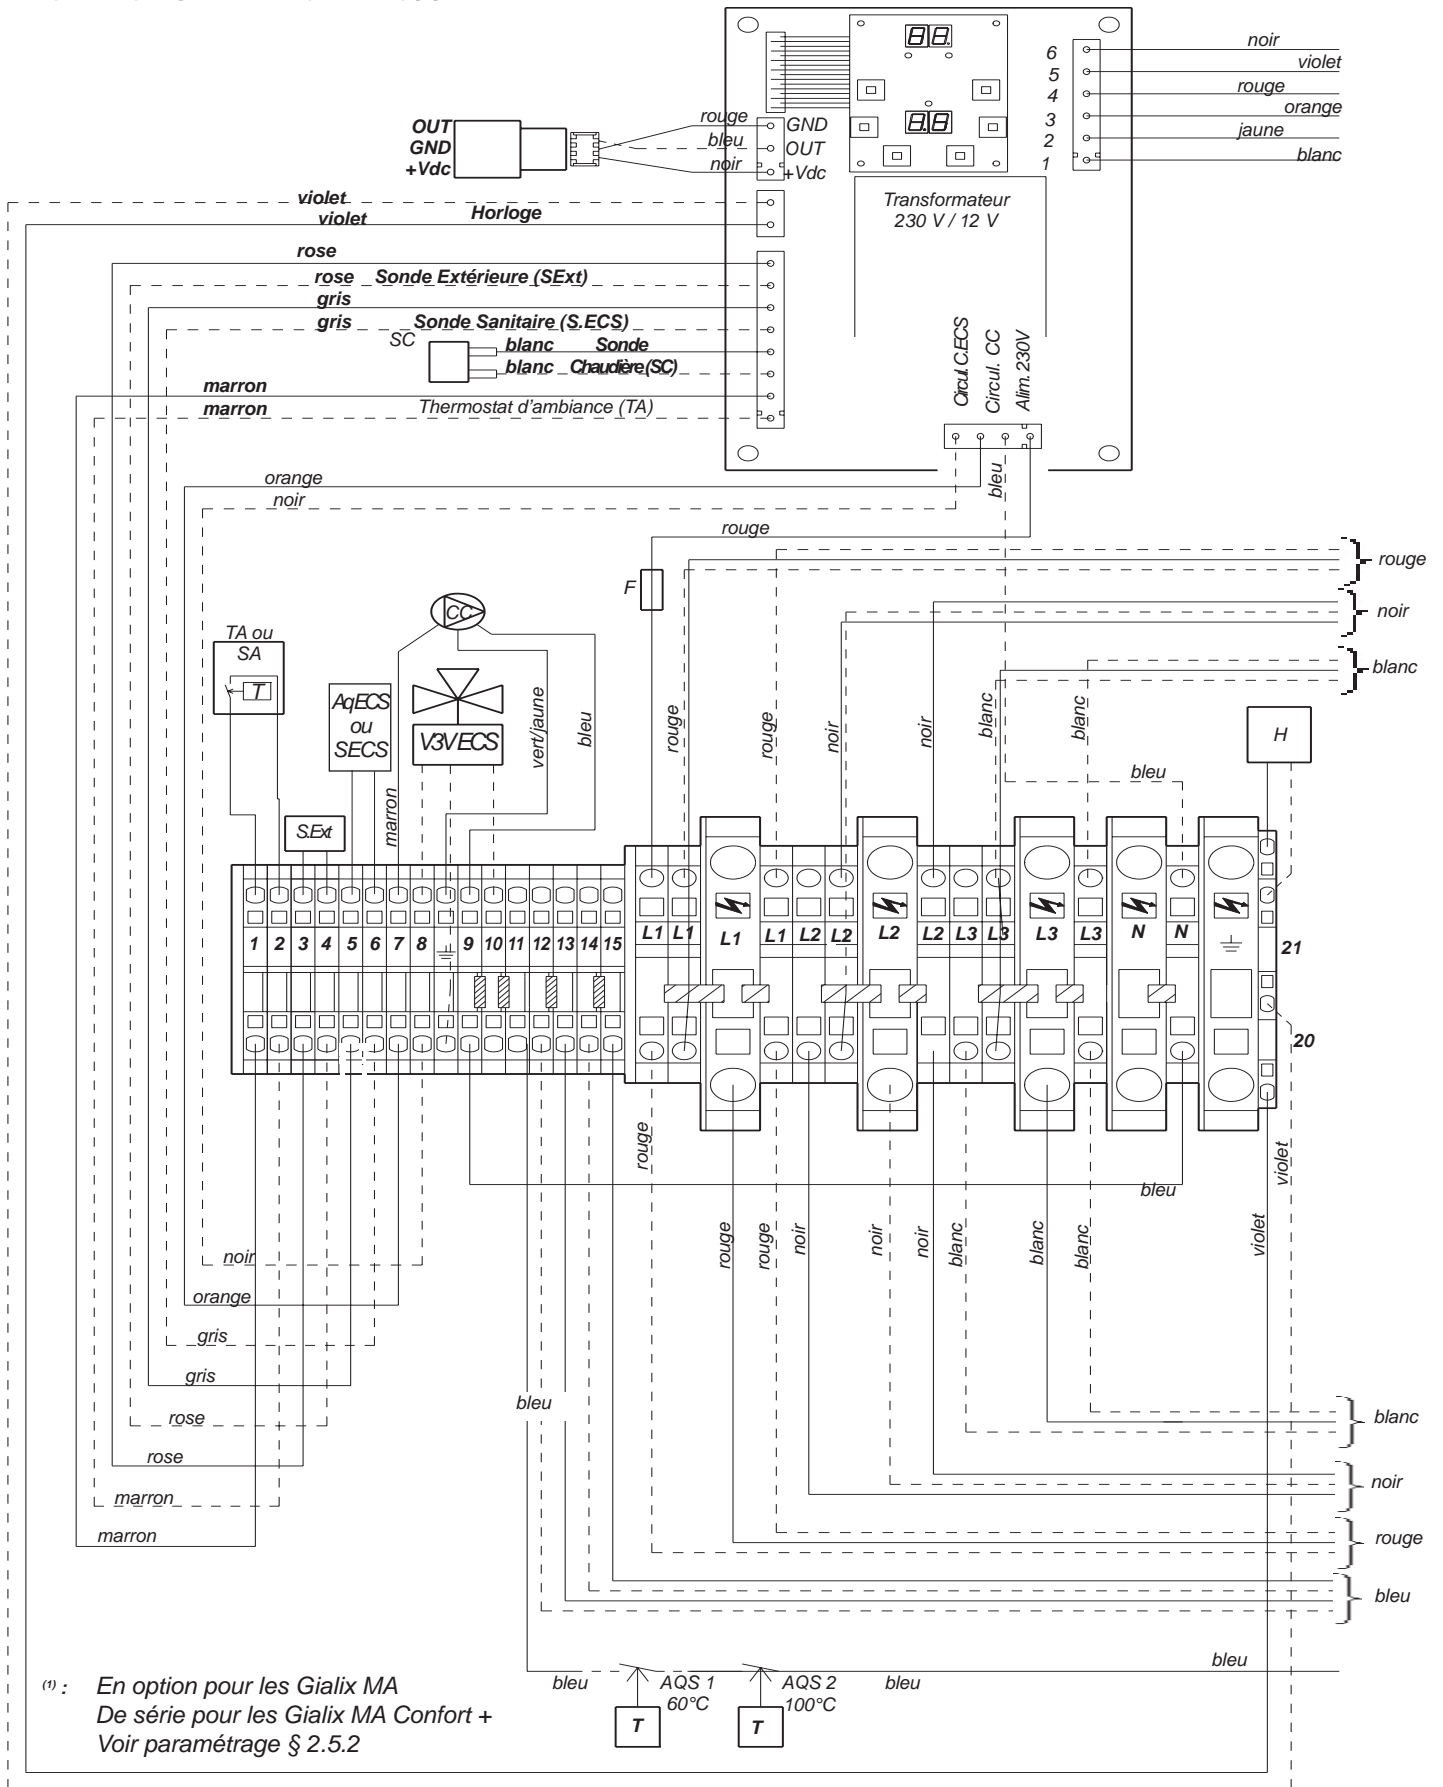 6 noir
5 violet
4 rouge
3 orange
2 jaune
1 blanc
OUT
GND
+Vdc
rouge GND
bleu OUT
noir +Vdc
Transformateur
230 V / 12 V
violet
violet Horloge
rose
rose Sonde Extérieure (SExt)
gris
gris Sonde Sanitaire (S.ECS)
SC
blanc Sonde
blanc Chaudière(SC)
marron
marron Thermostat d'ambiance (TA)
Circul.C.ECS
Circul. CC
Alim.230V
orange
noir
bleu
rouge
F
rouge
noir
blanc
TA ou
SA
T
AqECS
ou
SECS
CC
V3VECS
S.Ext
marron
vert/jaune
bleu
rouge
rouge
noir
noir
blanc
blanc
bleu
H
1 2 3 4 5 6 7 8 9 10 11 12 13 14 15
L1 L1 L1 L1 L2 L2 L2 L2 L3 L3 L3 L3 N N
21
20
rouge
bleu
violet
violet
rouge
rouge
noir
noir
noir
blanc
blanc
blanc
noir
orange
gris
gris
rose
rose
marron
marron
bleu
blanc
noir
rouge
bleu
bleu
bleu AQS 1
60°C
AQS 2
100°C
bleu
T
T
(1) : En option pour les Gialix MA
De série pour les Gialix MA Confort +
Voir paramétrage § 2.5.2